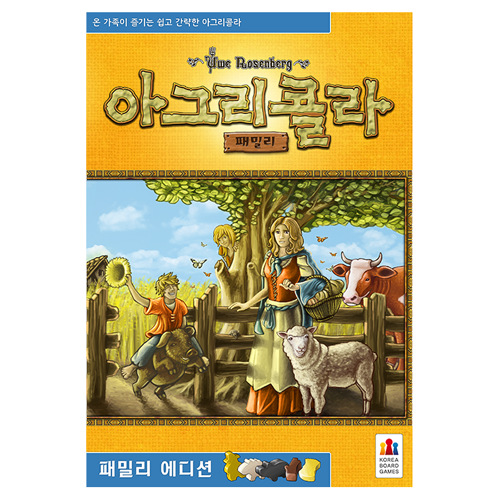 온 가족이 즐기는 쉽고 간략한 아그리콜라
Uwe Rosenberg
아그리콜라
패밀리
패밀리 에디션
KOREA
BOARD
GAMES